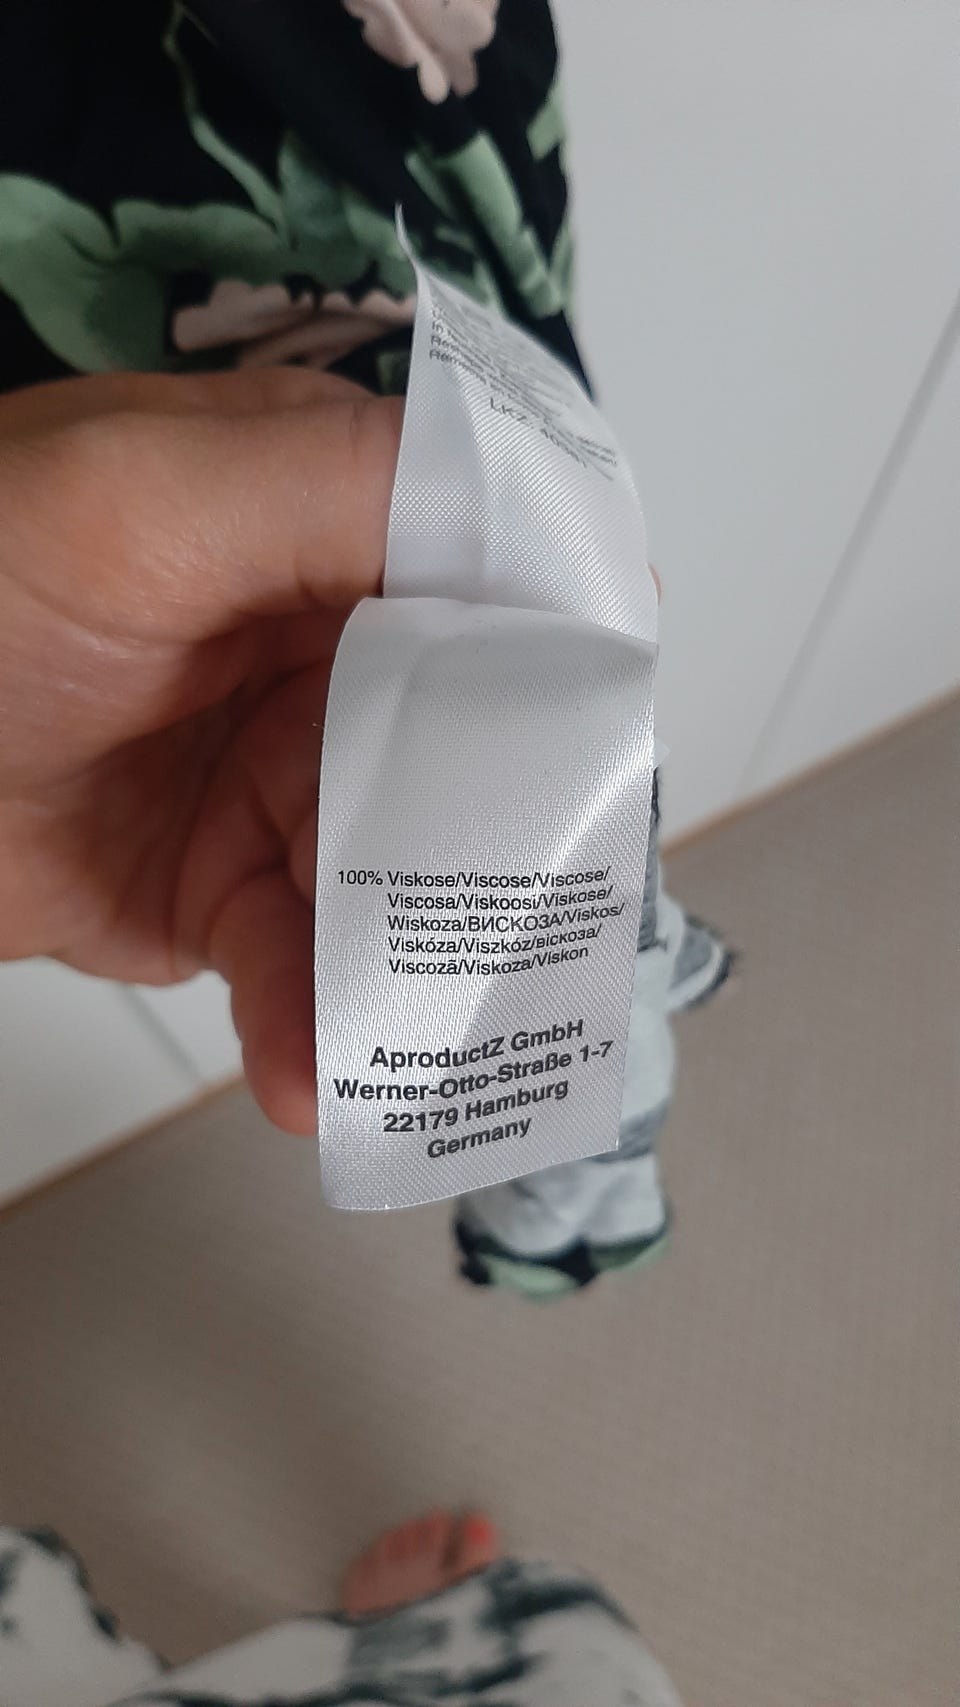 LKZ:
100% Viskose/Viscose/Viscose/
Viscosa/Viskoosi/Viskose/
Wiskoza/ВИСКОЗА/Viskos/
Viskóza/Viszkóz/віскоза/
Viscoză/Viskoza/Viskon
AproductZ GmbH
Werner-Otto-Straße 1-7
22179 Hamburg
Germany